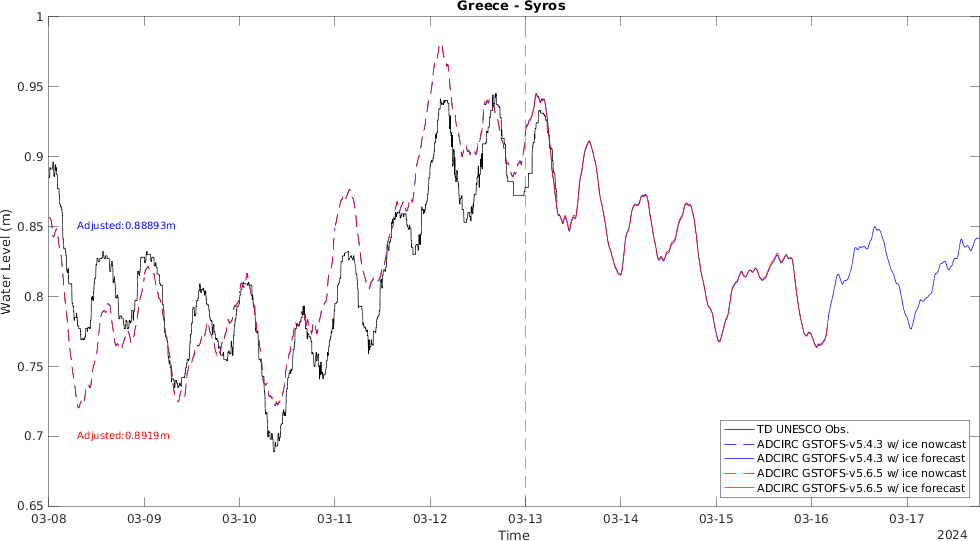 Greece - Syros
1
0.95
0.9
0.85
0.8
0.75
0.7
0.65
Water Level (m)
Adjusted:0.88893m
Adjusted:0.8919m
TD UNESCO Obs.
ADCIRC GSTOFS-v5.4.3 w/ ice nowcast
ADCIRC GSTOFS-v5.4.3 w/ ice forecast
ADCIRC GSTOFS-v5.6.5 w/ ice nowcast
ADCIRC GSTOFS-v5.6.5 w/ ice forecast
03-08 03-09 03-10 03-11 03-12 03-13 03-14 03-15 03-16 03-17
Time
2024